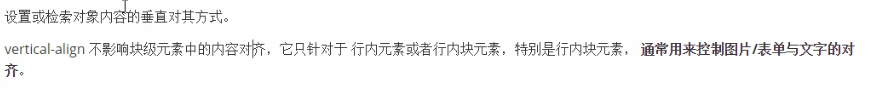 设置或检索对象内容的垂直对其方式。
vertical-align 不影响块级元素中的内容对齐，它只针对于 行内元素或者行内块元素，特别是行内块元素， 通常用来控制图片/表单与文字的对
齐。